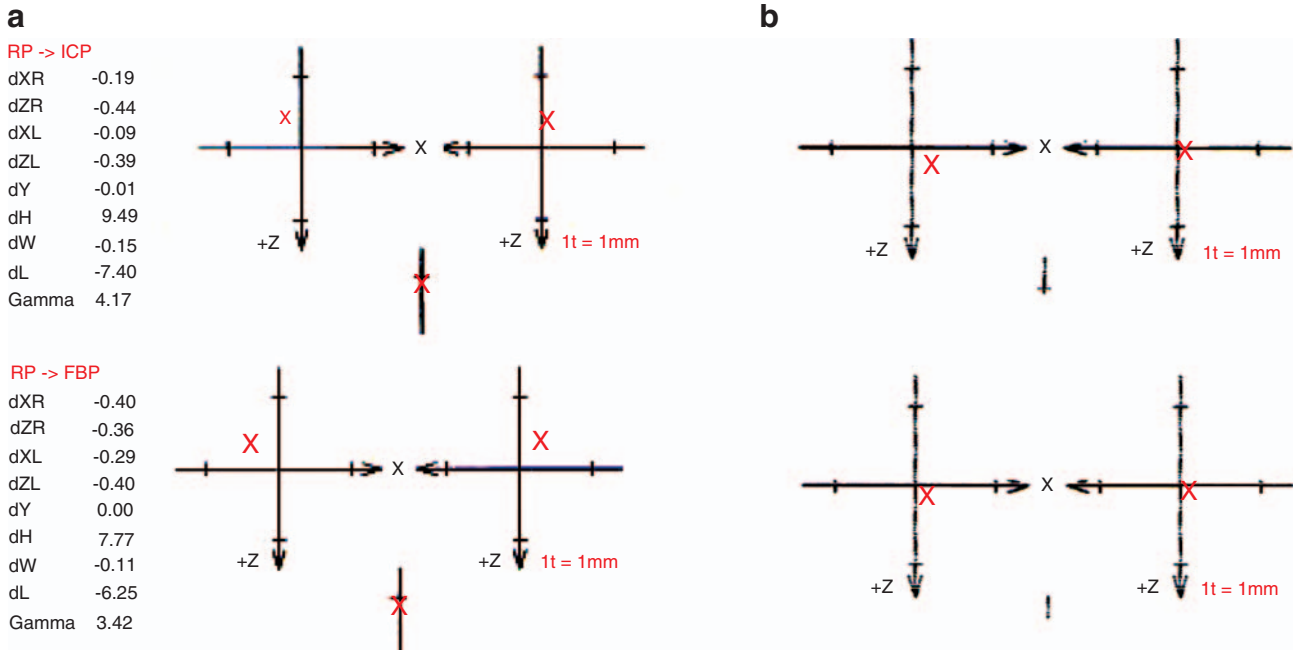 a
b
RP -> ICP
dXR -0.19
dZR -0.44
dXL -0.09
dZL -0.39
dY -0.01
dH 9.49
dW -0.15
dL -7.40
Gamma 4.17
X
X
X
+Z
+Z
1t = 1mm
X
X
X
X
+Z
+Z
1t = 1mm
RP -> FBP
dXR -0.40
dZR -0.36
dXL -0.29
dZL -0.40
dY 0.00
dH 7.77
dW -0.11
dL -6.25
Gamma 3.42
X
X
X
+Z
+Z
1t = 1mm
X
X
X
X
+Z
+Z
1t = 1mm